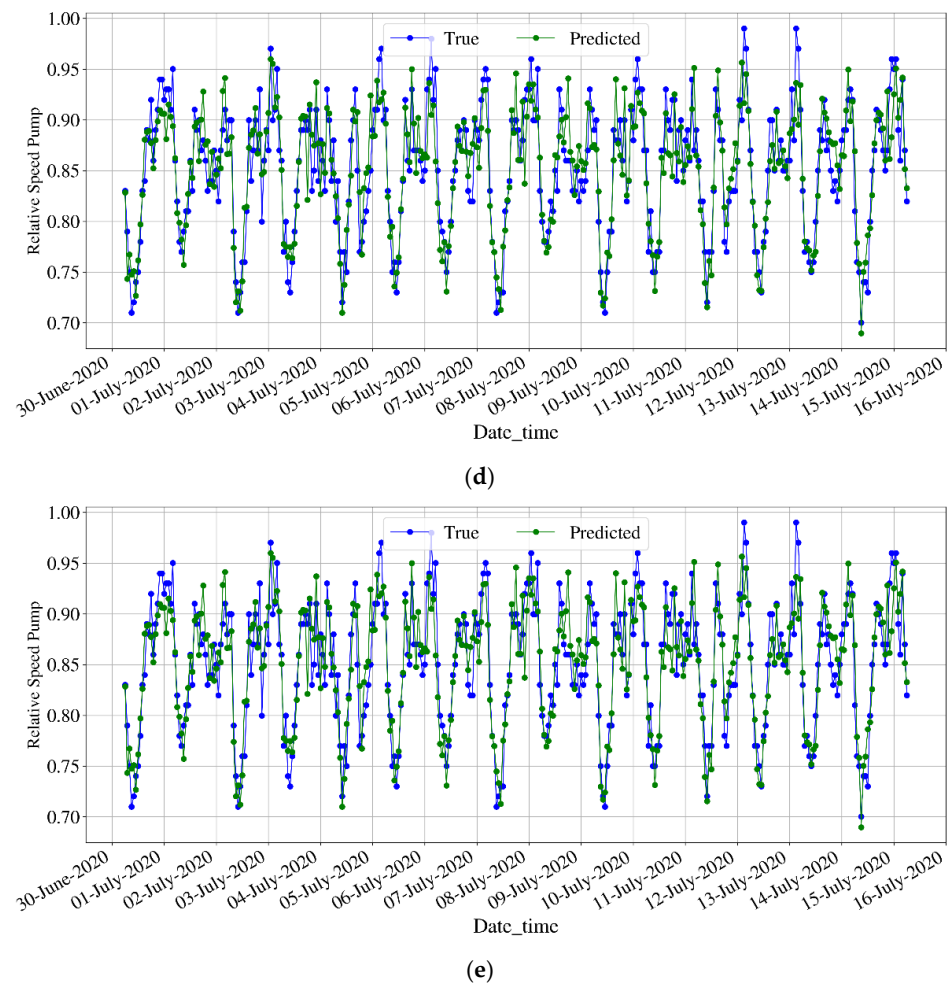 1.00
0.95
0.90
0.85
0.80
0.75
0.70
Relative Speed Pump
True Predicted
30-June-2020 01-July-2020 02-July-2020 03-July-2020 04-July-2020 05-July-2020 06-July-2020 07-July-2020 08-July-2020 09-July-2020 10-July-2020 11-July-2020 12-July-2020 13-July-2020 14-July-2020 15-July-2020 16-July-2020
Date_time
(d)
1.00
0.95
0.90
0.85
0.80
0.75
0.70
Relative Speed Pump
True Predicted
30-June-2020 01-July-2020 02-July-2020 03-July-2020 04-July-2020 05-July-2020 06-July-2020 07-July-2020 08-July-2020 09-July-2020 10-July-2020 11-July-2020 12-July-2020 13-July-2020 14-July-2020 15-July-2020 16-July-2020
Date_time
(e)